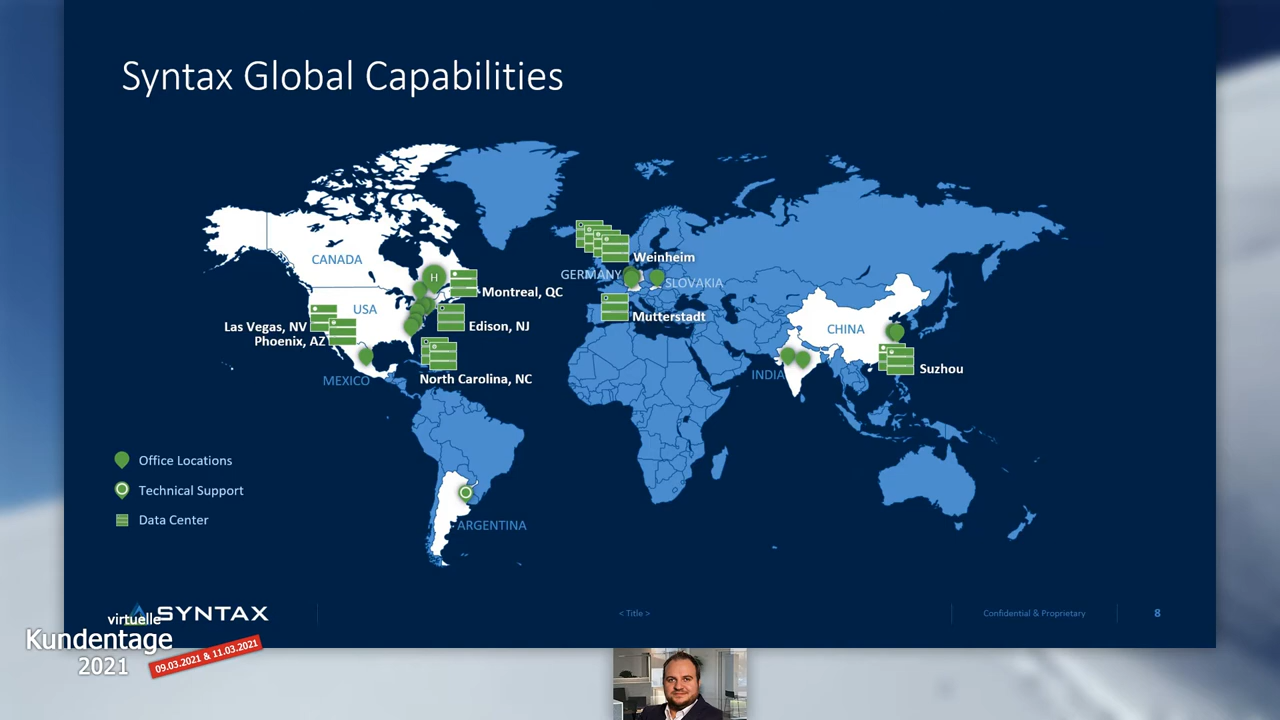 Syntax Global Capabilities
CANADA
USA
MEXICO
H
Montreal, QC
Edison, NJ
Las Vegas, NV
Phoenix, AZ
North Carolina, NC
ARGENTINA
GERMANY
Weinheim
SLOVAKIA
Mutterstadt
CHINA
INDIA
Suzhou
Office Locations
Technical Support
Data Center
SYNTAX
< Title >
Confidential & Proprietary
8
virtuelle
Kundentage
2021
09.03.2021 & 11.03.2021